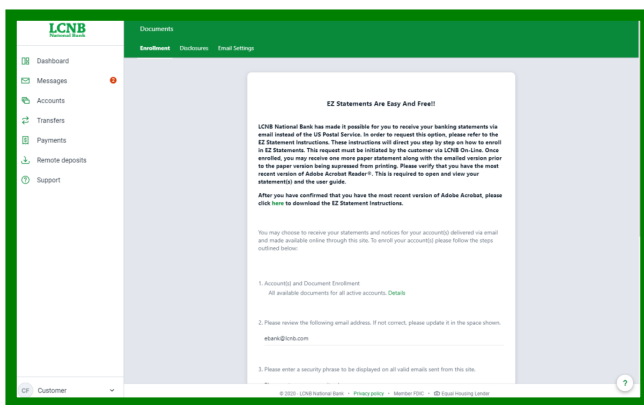 LCNB
National Bank
Documents
Enrollment Disclosures Email Settings
Dashboard
Messages 2
Accounts
Transfers
Payments
Remote deposits
Support
EZ Statements Are Easy And Free!!
LCNB National Bank has made it possible for you to receive your banking statements via
email instead of the US Postal Service. In order to request this option, please refer to the
EZ Statement Instructions. These instructions will direct you step by step on how to enroll
in EZ Statements. This request must be initiated by the customer via LCNB On-Line. Once
enrolled, you may receive one more paper statement along with the emailed version prior
to the paper version being supressed from printing. Please verify that you have the most
recent version of Adobe Acrobat Reader®. This is required to open and view your
statement(s) and the user guide.
After you have confirmed that you have the most recent version of Adobe Acrobat, please
click here to download the EZ Statement Instructions.
You may choose to receive your statements and notices for your account(s) delivered via email
and made available online through this site. To enroll your account(s) please follow the steps
outlined below:
1. Account(s) and Document Enrollment
All available documents for all active accounts. Details
2. Please review the following email address. If not correct, please update it in the space shown.
ebank@lcnb.com
3. Please enter a security phrase to be displayed on all valid emails sent from this site.
CF Customer
?
© 2020 · LCNB National Bank · Privacy policy · Member FDIC · Equal Housing Lender